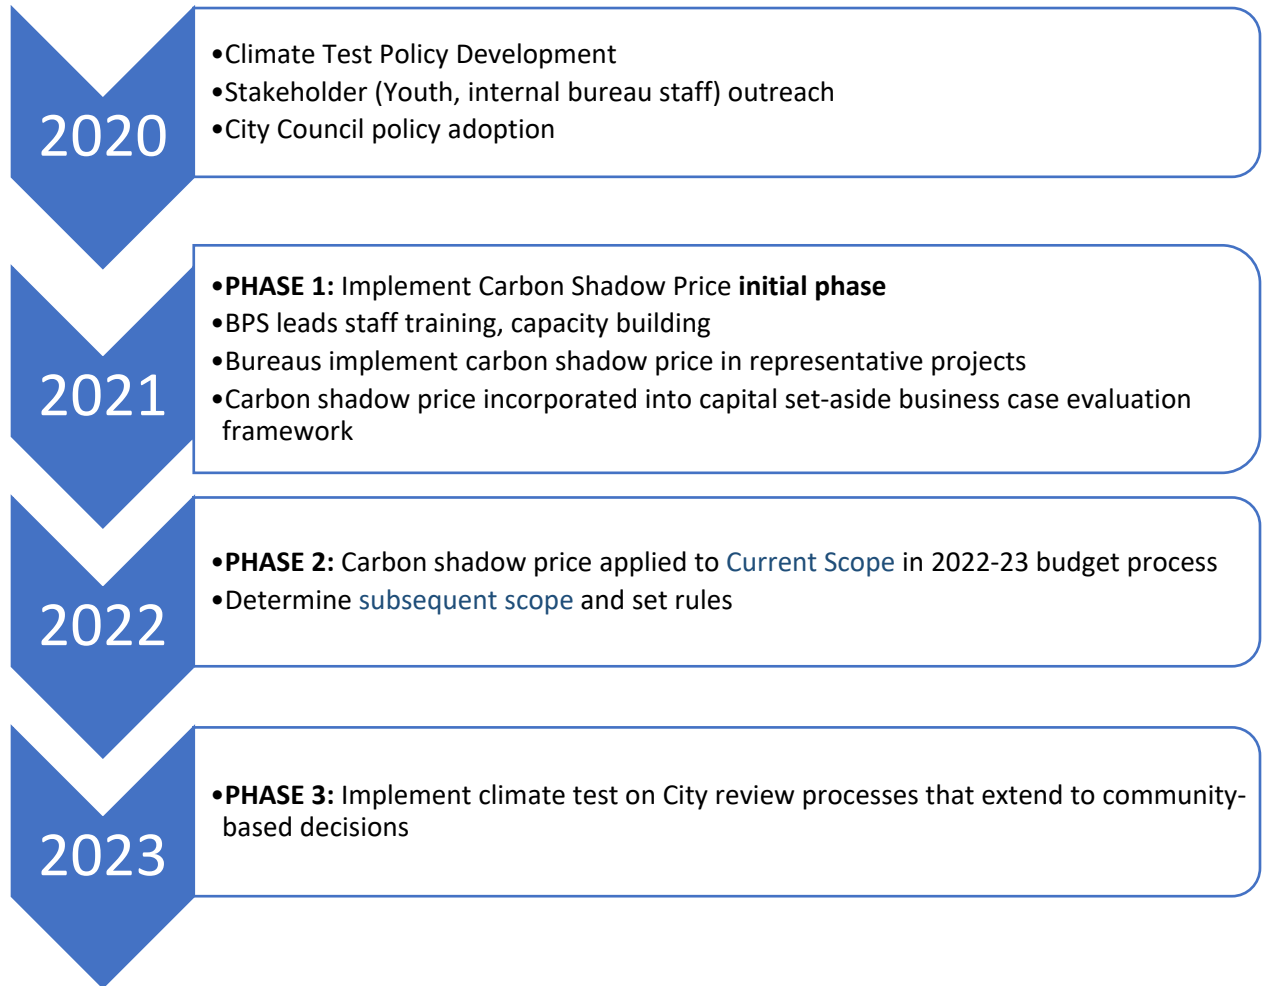 2020
•Climate Test Policy Development
•Stakeholder (Youth, internal bureau staff) outreach
•City Council policy adoption
2021
•PHASE 1: Implement Carbon Shadow Price initial phase
•BPS leads staff training, capacity building
•Bureaus implement carbon shadow price in representative projects
•Carbon shadow price incorporated into capital set-aside business case evaluation
framework
2022
•PHASE 2: Carbon shadow price applied to Current Scope in 2022-23 budget process
•Determine subsequent scope and set rules
2023
•PHASE 3: Implement climate test on City review processes that extend to community-
based decisions